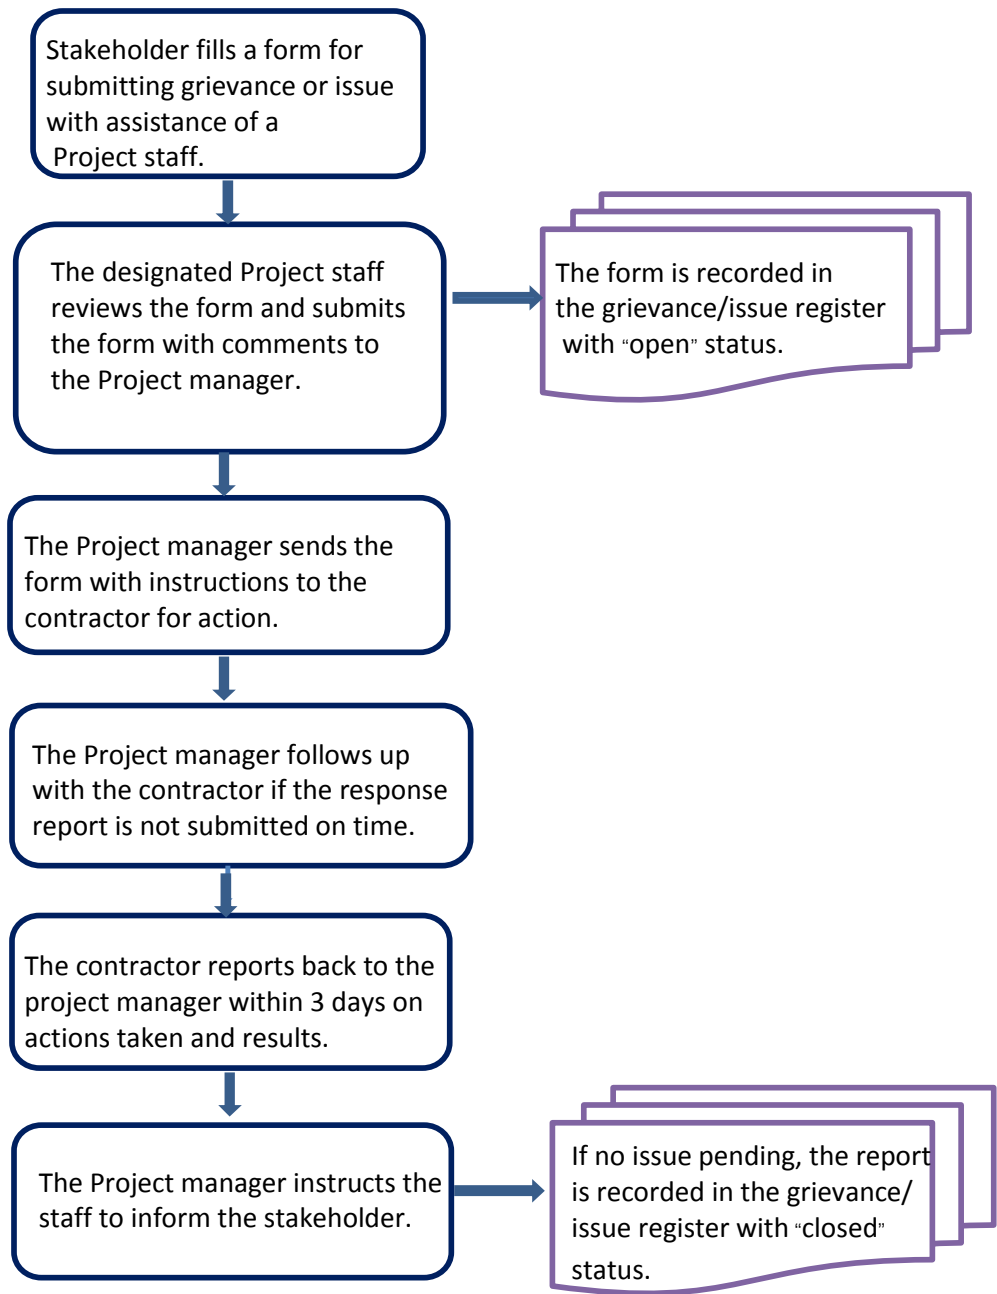 Stakeholder fills a form for
submitting grievance or issue
with assistance of a
Project staff.
The designated Project staff
reviews the form and submits
the form with comments to
the Project manager.
The form is recorded in
the grievance/issue register
with “open” status.
The Project manager sends the
form with instructions to the
contractor for action.
The Project manager follows up
with the contractor if the response
report is not submitted on time.
The contractor reports back to the
project manager within 3 days on
actions taken and results.
The Project manager instructs the
staff to inform the stakeholder.
If no issue pending, the report
is recorded in the grievance/
issue register with “closed”
status.